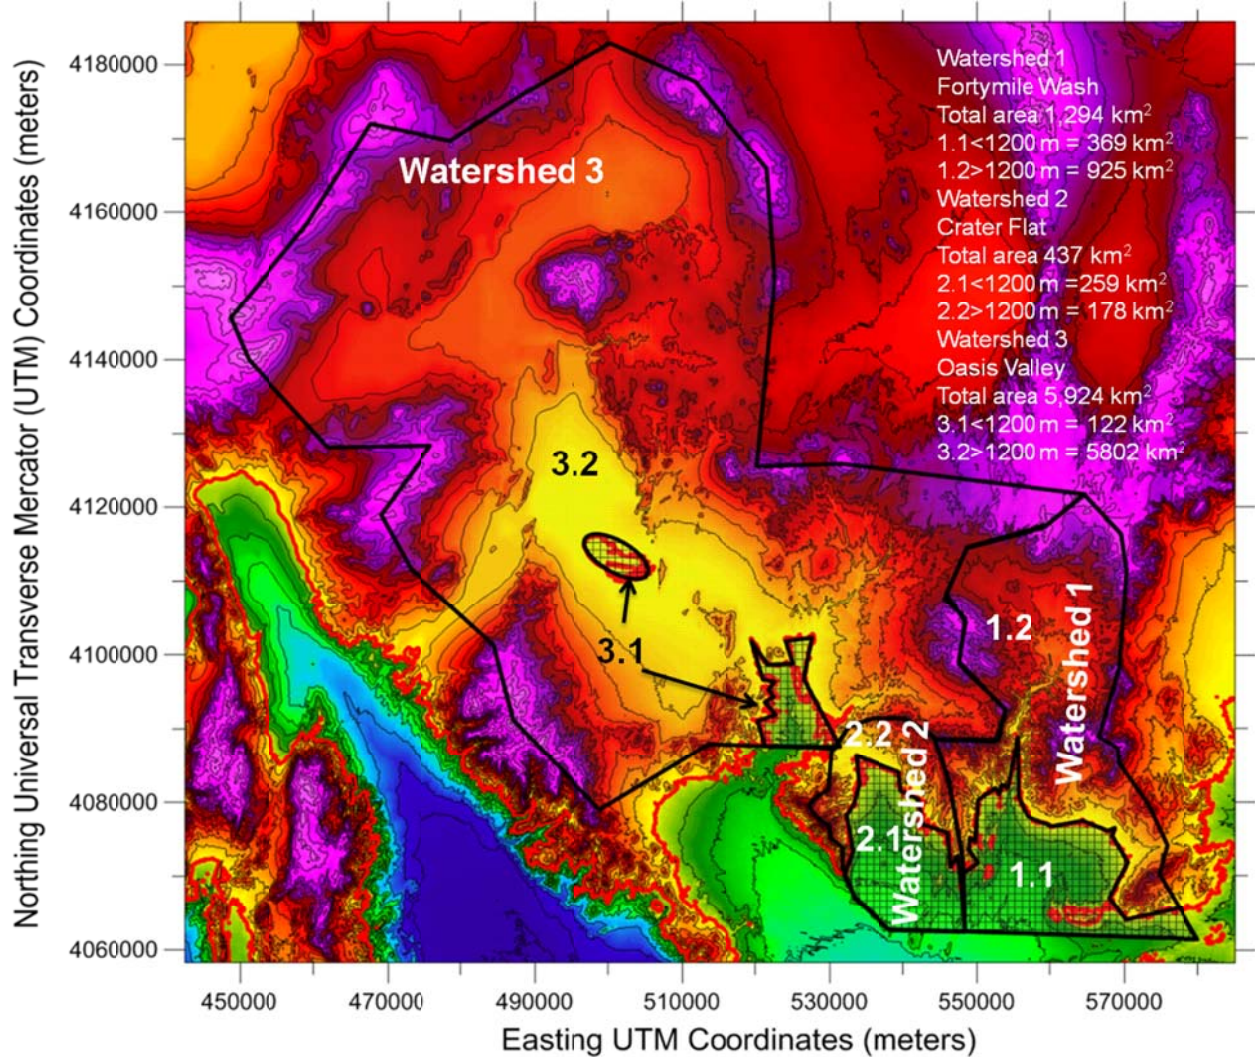 Northing Universal Transverse Mercator (UTM) Coordinates (meters)
4180000
4160000
4140000
4120000
4100000
4080000
4060000
Watershed 1
Fortymile Wash
Total area 1,294 km²
1.1<1200 m = 369 km²
1.2>1200 m = 925 km²
Watershed 2
Crater Flat
Total area 437 km²
2.1<1200 m =259 km²
2.2>1200 m = 178 km²
Watershed 3
Oasis Valley
Total area 5,924 km²
3.1<1200 m = 122 km²
3.2>1200 m = 5802 km²
Watershed 3
3.2
3.1
1.2
Watershed 1
2.2
Watershed 2
2.1
1.1
450000
470000
490000
510000
530000
550000
570000
Easting UTM Coordinates (meters)